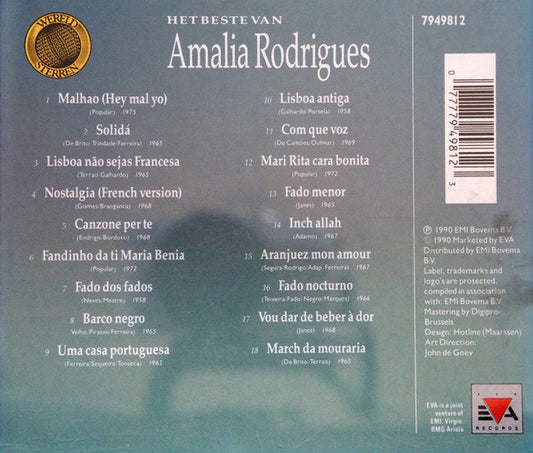 WERELD
STERREN
HET BESTE VAN
Amalia Rodrigues
7949812
1 Malhao (Hey mal yo)
(Popular) 1975
2 Solidá
(De Brito/Trindade/Ferreira) 1965
3 Lisboa não sejas Francesa
(Terrao/Galhardo) 1965
4 Nostalgia (French version)
(Gomes/Branganca) 1968
5 Canzone per te
(Endrigo/Bordotti) 1968
6 Fandinho da ti Maria Benia
(Popular) 1972
7 Fado dos fados
(Neves/Mestre) 1958
8 Barco negro
(Velho/Piratini/Ferreira) 1965
9 Uma casa portuguesa
(Ferreira/Sequeira/Fonseca) 1965
10 Lisboa antiga
(Galhardo/Portela) 1958
11 Com que voz
(De Camoes/Oulmar) 1969
12 Mari Rita cara bonita
(Popular) 1972
13 Fado menor
(Janes) 1965
14 Inch allah
(Adamo) 1967
15 Aranjuez mon amour
(Segura/Rodrigo-Adap. Ferreira) 1967
16 Fado nocturno
(Teixeira/Fado/Negro/Marques) 1966
17 Vou dar de beber à dor
(Janes) 1968
18 March da mouraria
(De Brito/Terrao) 1965
0 77779 49812 3
℗ 1990 EMI Bovema B.V.
© 1990 Marketed by EVA
Distributed by EMI Bovema
B.V.
Label, trademarks and
logo's are protected.
compiled in association
with: EMI Bovema B.V.
Mastering by Digipro-
Brussels
Design: Hotline (Maarssen)
Art Direction:
John de Goey
EVA is a joint
venture of
EMI, Virgin,
BMG Ariola
EVA
RECORDS